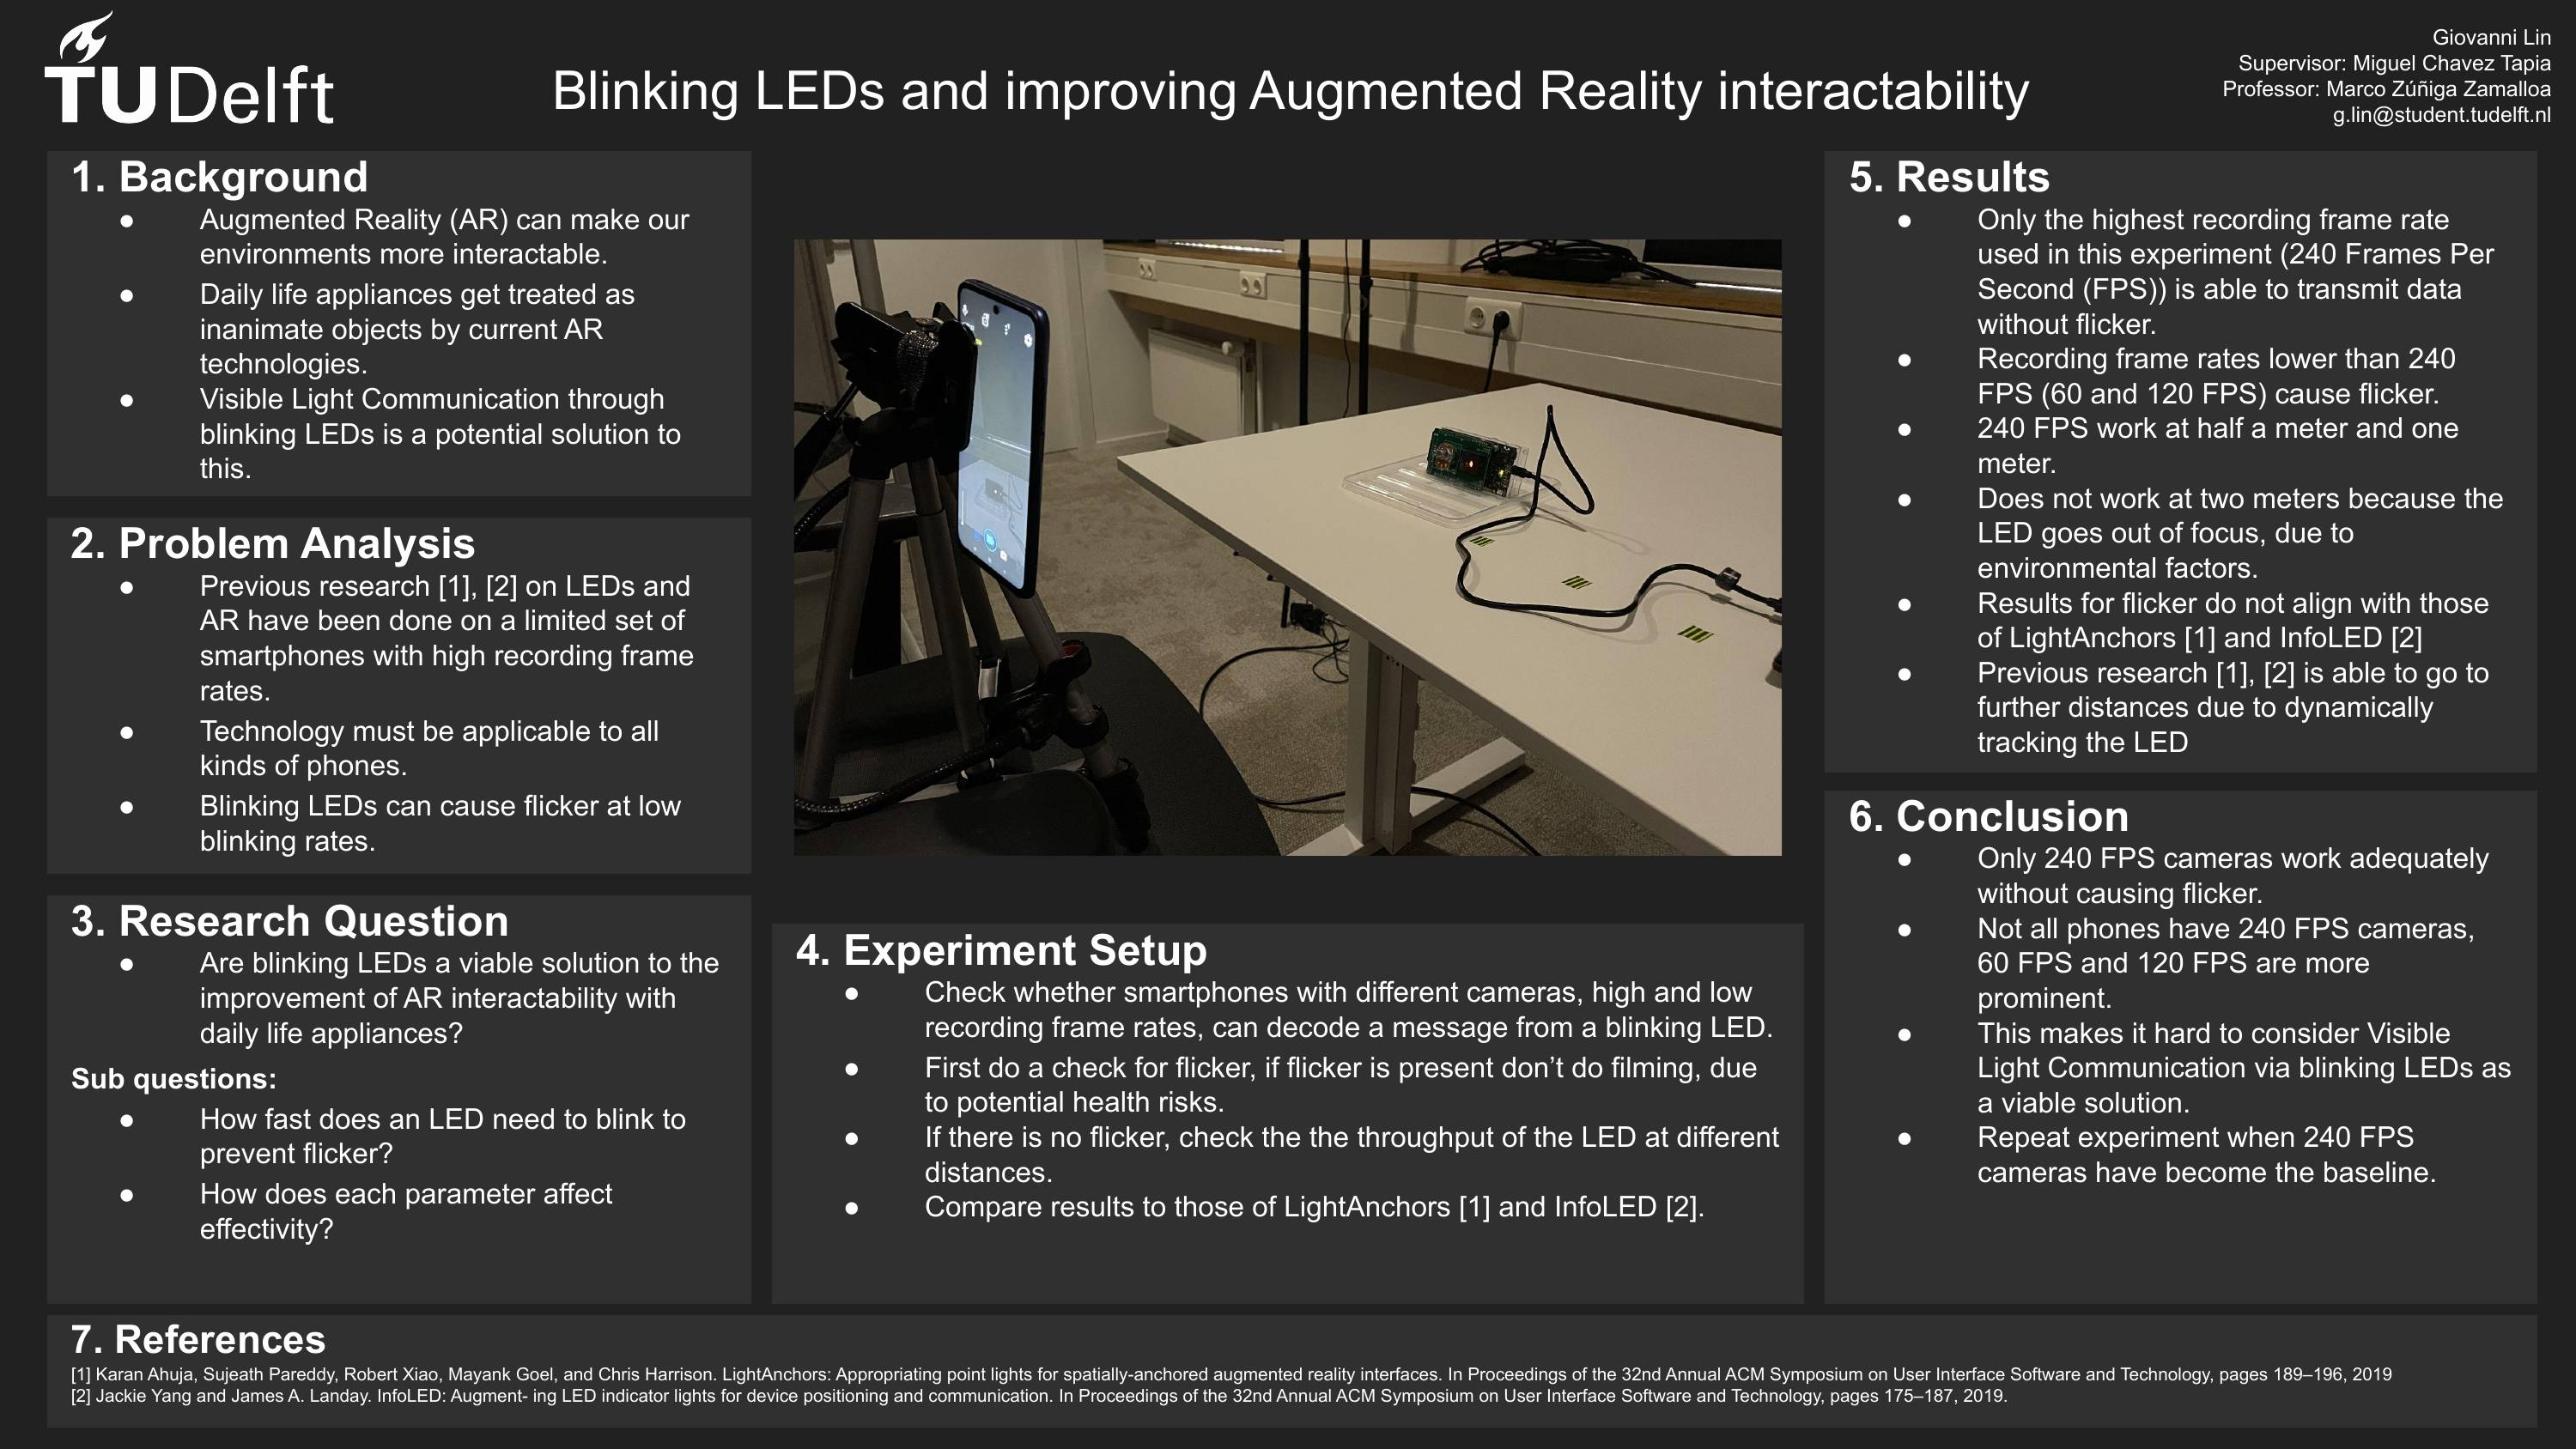 TUDelft
Blinking LEDs and improving Augmented Reality interactability
Giovanni Lin
Supervisor: Miguel Chavez Tapia
Professor: Marco Zúñiga Zamalloa
g.lin@student.tudelft.nl
1. Background
● Augmented Reality (AR) can make our
environments more interactable.
● Daily life appliances get treated as
inanimate objects by current AR
technologies.
● Visible Light Communication through
blinking LEDs is a potential solution to
this.
2. Problem Analysis
● Previous research [1], [2] on LEDs and
AR have been done on a limited set of
smartphones with high recording frame
rates.
● Technology must be applicable to all
kinds of phones.
● Blinking LEDs can cause flicker at low
blinking rates.
3. Research Question
● Are blinking LEDs a viable solution to the
improvement of AR interactability with
daily life appliances?
Sub questions:
● How fast does an LED need to blink to
prevent flicker?
● How does each parameter affect
effectivity?
4. Experiment Setup
● Check whether smartphones with different cameras, high and low
recording frame rates, can decode a message from a blinking LED.
● First do a check for flicker, if flicker is present don’t do filming, due
to potential health risks.
● If there is no flicker, check the the throughput of the LED at different
distances.
● Compare results to those of LightAnchors [1] and InfoLED [2].
5. Results
● Only the highest recording frame rate
used in this experiment (240 Frames Per
Second (FPS)) is able to transmit data
without flicker.
● Recording frame rates lower than 240
FPS (60 and 120 FPS) cause flicker.
● 240 FPS work at half a meter and one
meter.
● Does not work at two meters because the
LED goes out of focus, due to
environmental factors.
● Results for flicker do not align with those
of LightAnchors [1] and InfoLED [2]
● Previous research [1], [2] is able to go to
further distances due to dynamically
tracking the LED
6. Conclusion
● Only 240 FPS cameras work adequately
without causing flicker.
● Not all phones have 240 FPS cameras,
60 FPS and 120 FPS are more
prominent.
● This makes it hard to consider Visible
Light Communication via blinking LEDs as
a viable solution.
● Repeat experiment when 240 FPS
cameras have become the baseline.
7. References
[1] Karan Ahuja, Sujeath Pareddy, Robert Xiao, Mayank Goel, and Chris Harrison. LightAnchors: Appropriating point lights for spatially-anchored augmented reality interfaces. In Proceedings of the 32nd Annual ACM Symposium on User Interface Software and Technology, pages 189–196, 2019
[2] Jackie Yang and James A. Landay. InfoLED: Augment- ing LED indicator lights for device positioning and communication. In Proceedings of the 32nd Annual ACM Symposium on User Interface Software and Technology, pages 175–187, 2019.